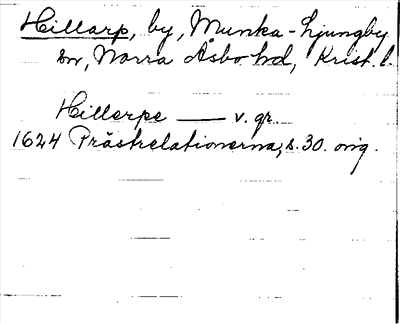 Hillarp, by, Munka-Ljungby
sn, Norra Åsbo hd, Krist. l.
Hillerpe —— v. gr.
1624 Prästrelationerna, s. 30. orig.